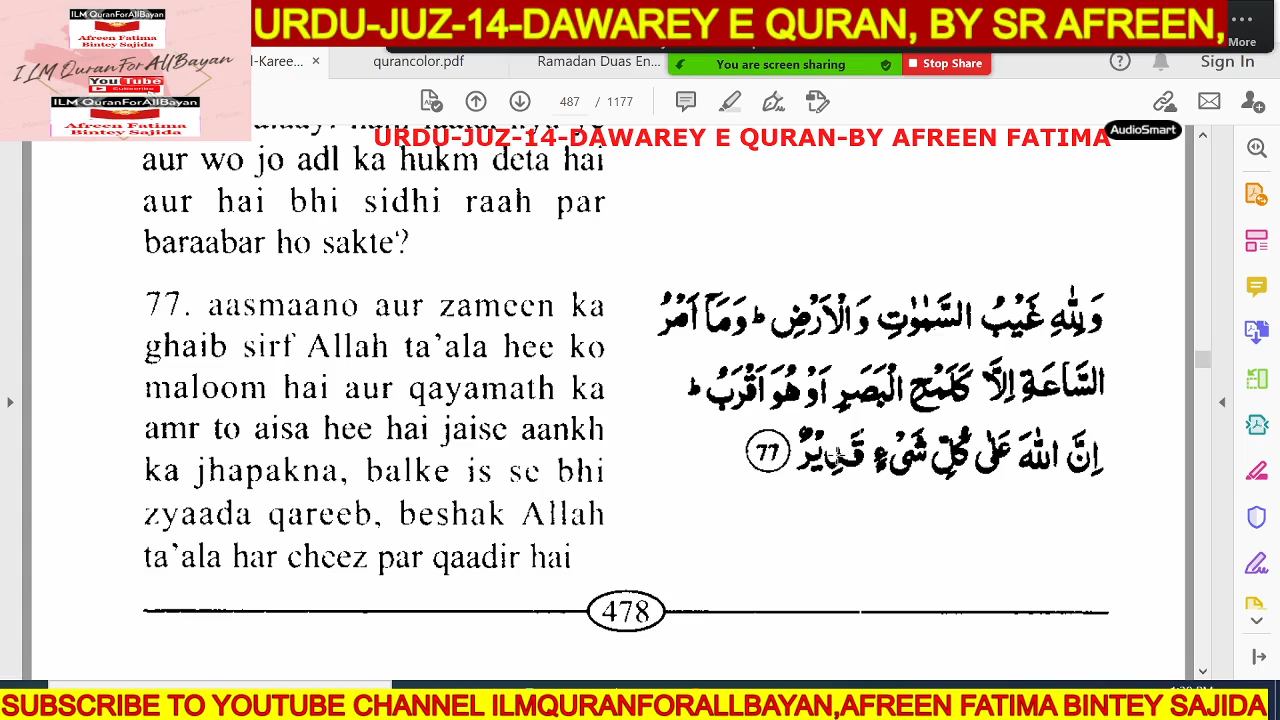 URDU-JUZ-14-DAWAREY E QURAN, BY SR AFREEN,
ILM QuranForAllBayan
Afreen Fatima
Bintey Sajida
ILM QuranForAllBayan
YouTube
Subscribe
ILM QuranForAllBayan
Afreen Fatima
Bintey Sajida
More
l-Karee...
qurancolor.pdf
Ramadan Duas En...
You are screen sharing
Stop Share
Sign In
487 / 1177
AudioSmart
URDU-JUZ-14-DAWAREY E QURAN-BY AFREEN FATIMA
aur wo jo adl ka hukm deta hai
aur hai bhi sidhi raah par
baraabar ho sakte?
77. aasmaano aur zameen ka
ghaib sirf Allah ta’ala hee ko
maloom hai aur qayamath ka
amr to aisa hee hai jaise aankh
ka jhapakna, balke is se bhi
zyaada qareeb, beshak Allah
ta’ala har cheez par qaadir hai
وَلِلّٰهِ غَيْبُ السَّمٰوٰتِ وَالْاَرْضِ ؕ وَمَاۤ اَمْرُ
السَّاعَةِ اِلَّا كَلَمْحِ الْبَصَرِ اَوْ هُوَ اَقْرَبُ ؕ
اِنَّ اللّٰهَ عَلٰى كُلِّ شَىْءٍ قَدِيْرٌ 77
478
SUBSCRIBE TO YOUTUBE CHANNEL ILMQURANFORALLBAYAN,AFREEN FATIMA BINTEY SAJIDA